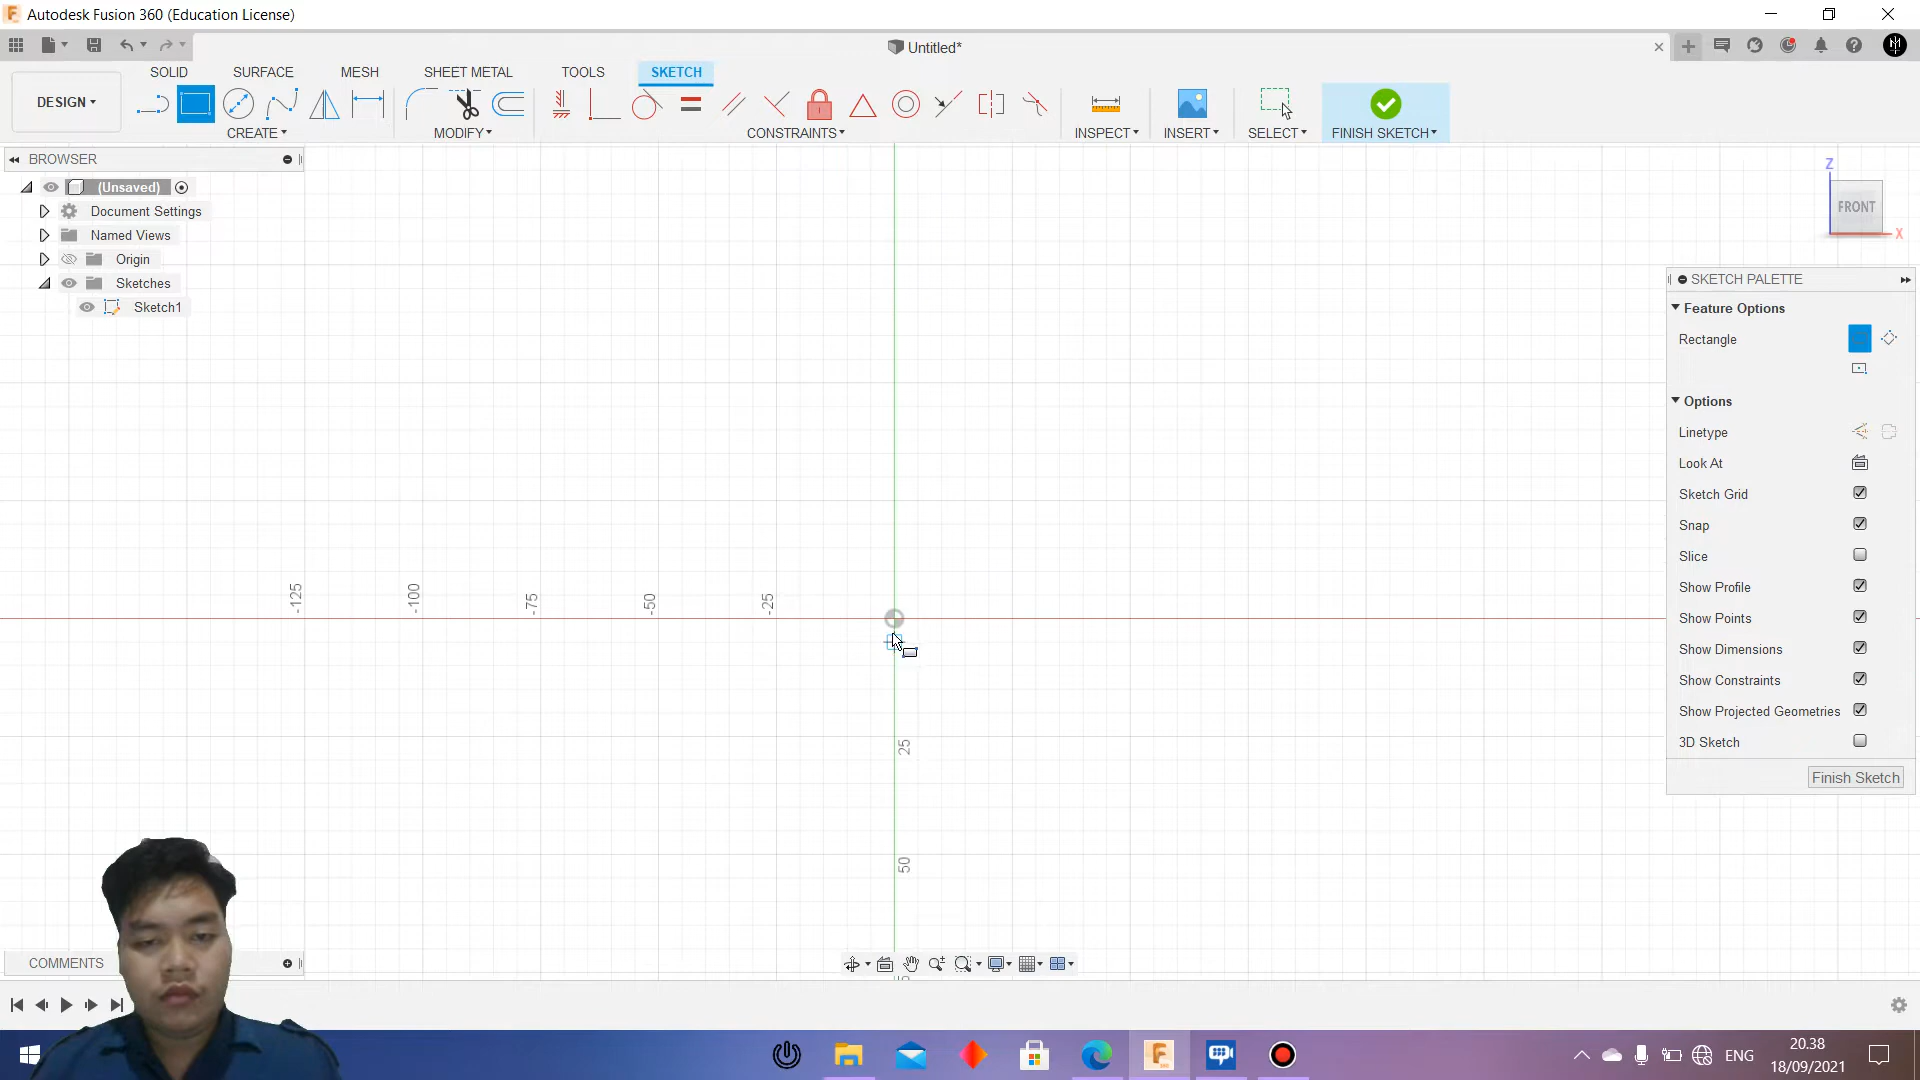 Autodesk Fusion 360 (Education License)
Untitled*
DESIGN
SOLID
SURFACE
MESH
SHEET METAL
TOOLS
SKETCH
CREATE
MODIFY
CONSTRAINTS
INSPECT
INSERT
SELECT
FINISH SKETCH
BROWSER
(Unsaved)
Document Settings
Named Views
Origin
Sketches
Sketch1
Z
FRONT
X
SKETCH PALETTE
Feature Options
Rectangle
Options
Linetype
Look At
Sketch Grid
Snap
Slice
Show Profile
Show Points
Show Dimensions
Show Constraints
Show Projected Geometries
3D Sketch
Finish Sketch
-125
-100
-75
-50
-25
25
50
COMMENTS
ENG
20.38
18/09/2021